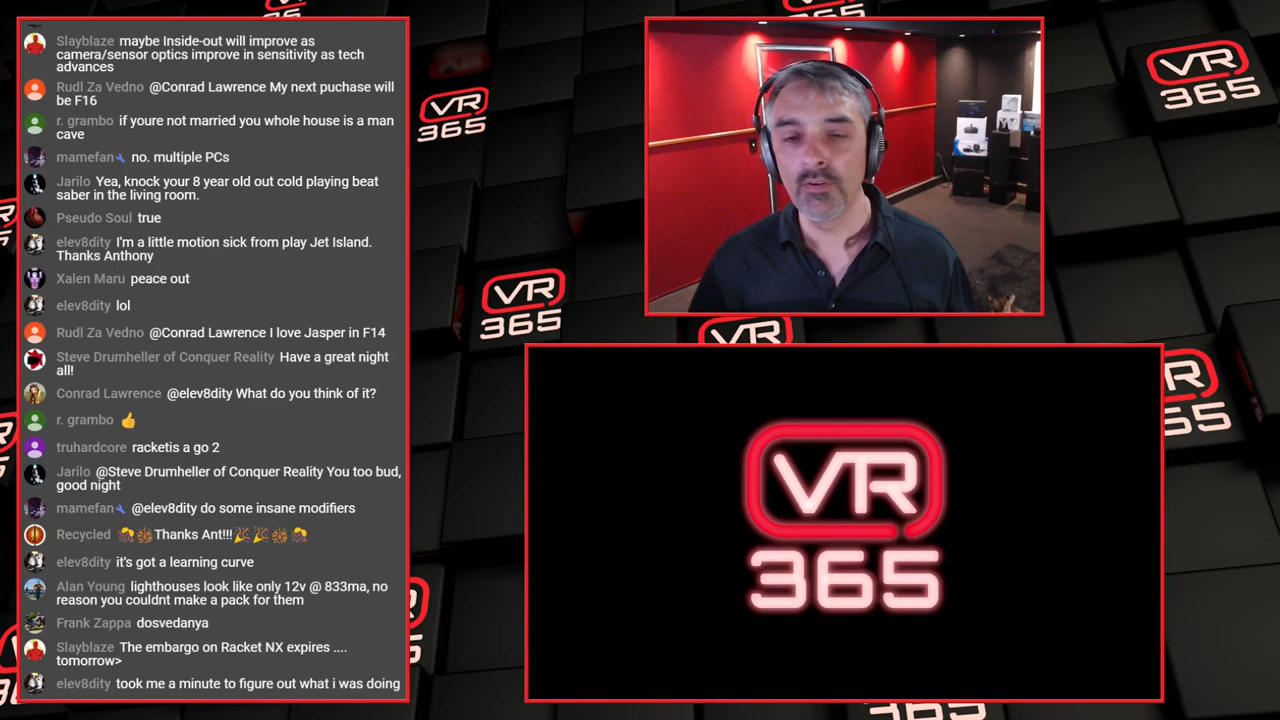 Slayblaze maybe Inside-out will improve as
camera/sensor optics improve in sensitivity as tech
advances
Rudl Za Vedno @Conrad Lawrence My next puchase will
be F16
r. grambo if youre not married you whole house is a man
cave
mamefan no. multiple PCs
Jarilo Yea, knock your 8 year old out cold playing beat
saber in the living room.
Pseudo Soul true
elev8dity I'm a little motion sick from play Jet Island.
Thanks Anthony
Xalen Maru peace out
elev8dity lol
Rudl Za Vedno @Conrad Lawrence I love Jasper in F14
Steve Drumheller of Conquer Reality Have a great night
all!
Conrad Lawrence @elev8dity What do you think of it?
r. grambo 👍
truhardcore racketis a go 2
Jarilo @Steve Drumheller of Conquer Reality You too bud,
good night
mamefan @elev8dity do some insane modifiers
Recycled Thanks Ant!!!
elev8dity it's got a learning curve
Alan Young lighthouses look like only 12v @ 833ma, no
reason you couldnt make a pack for them
Frank Zappa dosvedanya
Slayblaze The embargo on Racket NX expires ....
tomorrow>
elev8dity took me a minute to figure out what i was doing
VR
365
VR
365
VR
365
VR
VR
365
365